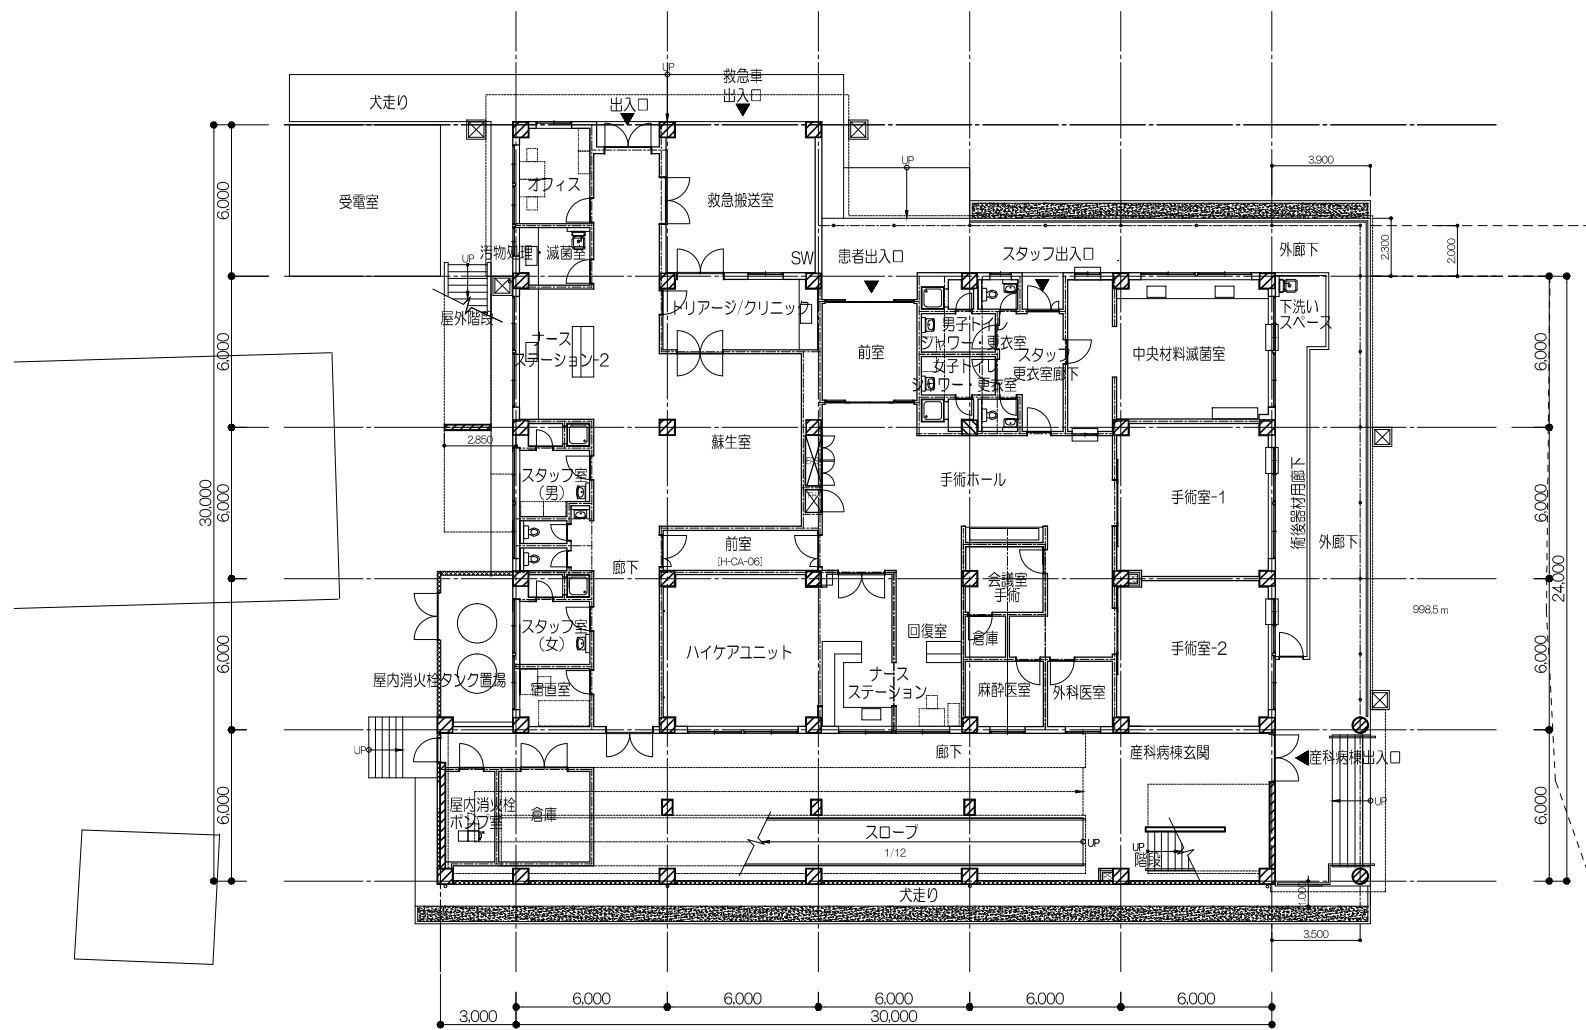 UP
救急車
出入口
犬走り
出入口
UP
3,900
オフィス
受電室
救急搬送室
6,000
2,300
2,000
汚物処理・滅菌室
UP
SW
患者出入口
スタッフ出入口
外廊下
屋外階段
トリアージ/クリニック
下洗い
スペース
男子トイレ
シャワー・更衣室
ナース
ステーション-2
前室
スタッフ
更衣室廊下
中央材料滅菌室
女子トイレ
シャワー・更衣室
6,000
6,000
2,850
蘇生室
スタッフ室
(男)
手術ホール
手術室-1
術後器材用廊下
外廊下
30,000
6,000
6,000
24,000
前室
[H-CA-06]
廊下
会議室
手術
998.5 m
スタッフ室
(女)
ハイケアユニット
回復室
倉庫
手術室-2
6,000
6,000
屋内消火栓タンク置場
宿直室
ナース
ステーション
麻酔医室
外科医室
UP
廊下
産科病棟玄関
産科病棟出入口
屋内消火栓
ポンプ室
倉庫
スロープ
1/12
UP
UP
階段
UP
6,000
6,000
犬走り
1,000
3,500
6,000
6,000
6,000
6,000
6,000
3,000
30,000